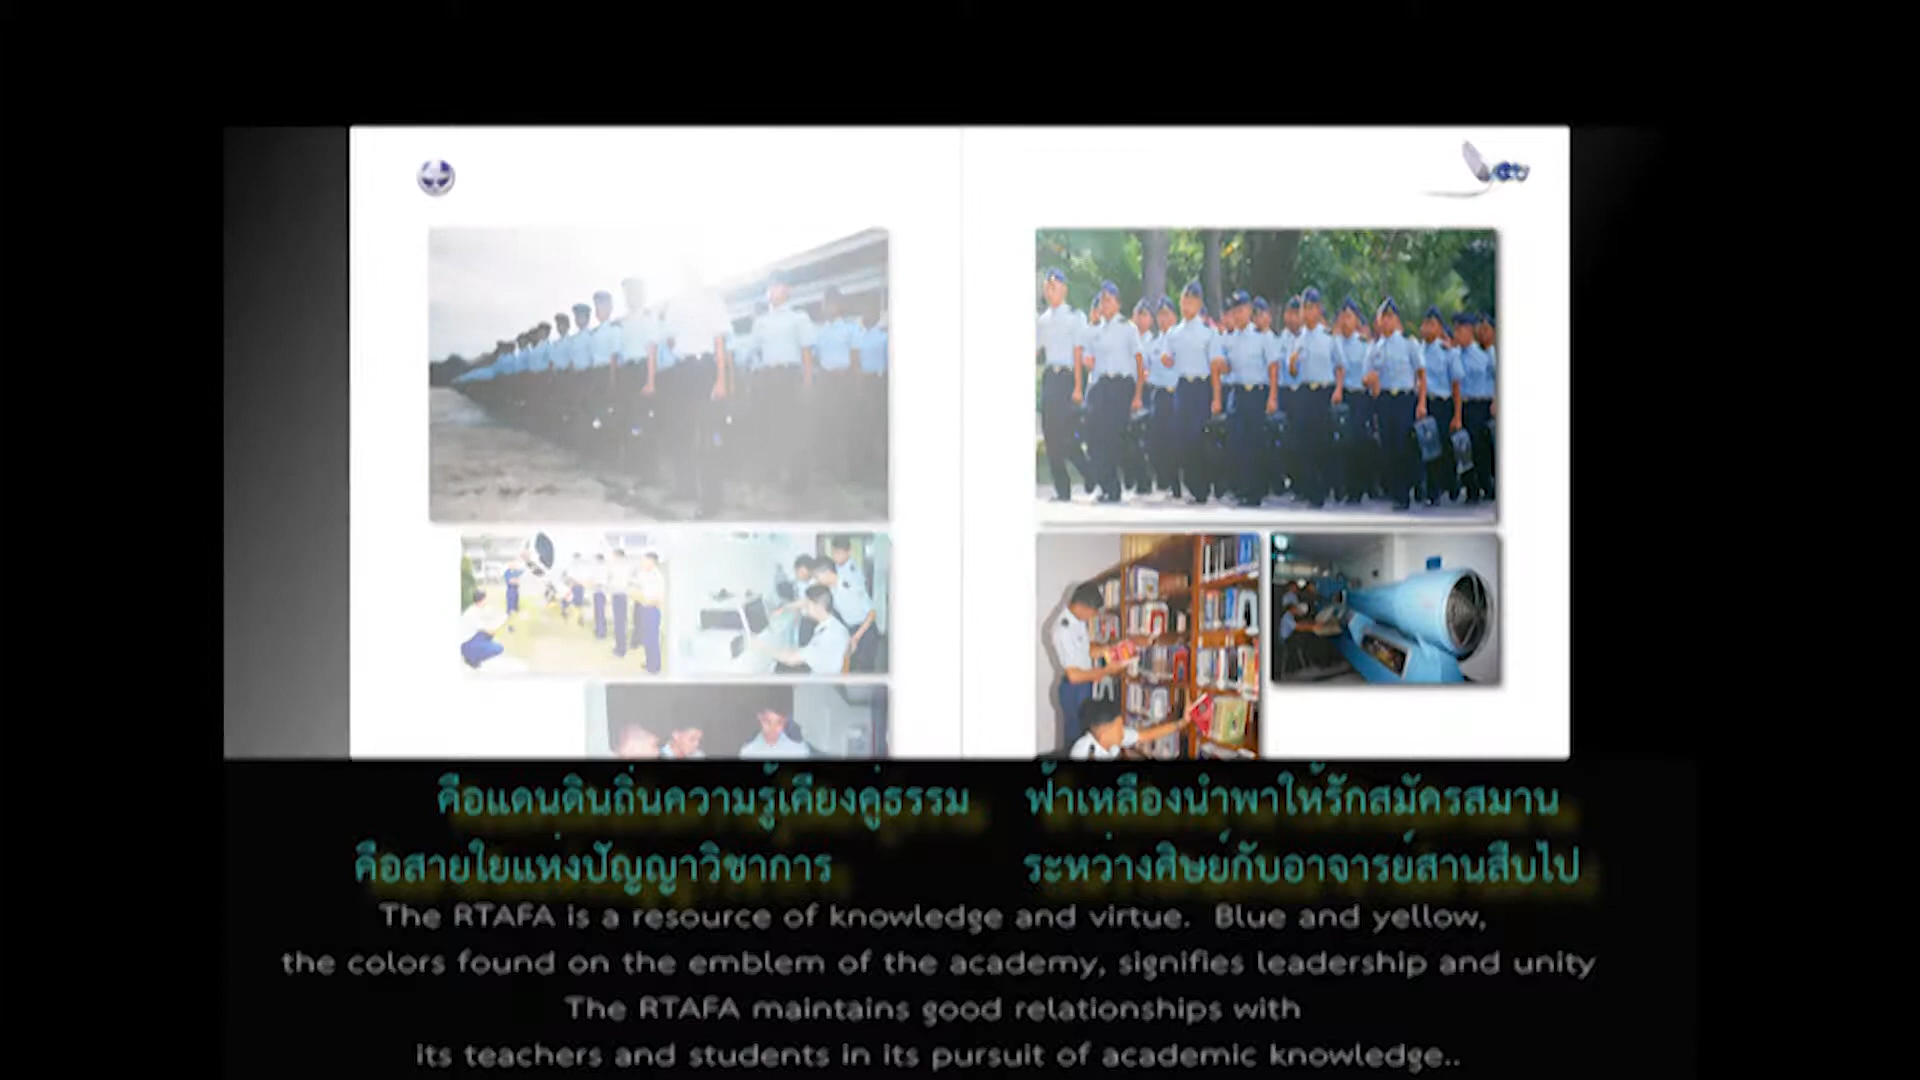 คือแดนดินถิ่นความรู้เคียงคู่ธรรม ฟ้าเหลืองนำพาให้รักสมัครสมาน
คือสายใยแห่งปัญญาวิชาการ ระหว่างศิษย์กับอาจารย์สานสืบไป
The RTAFA is a resource of knowledge and virtue. Blue and yellow,
the colors found on the emblem of the academy, signifies leadership and unity
The RTAFA maintains good relationships with
its teachers and students in its pursuit of academic knowledge..